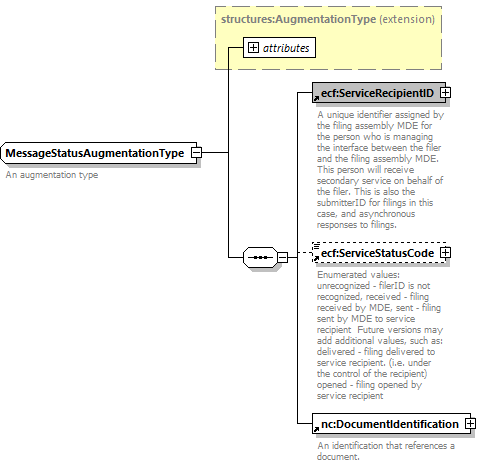 structures:AugmentationType (extension)
attributes
ecf:ServiceRecipientID
A unique identifier assigned by
the filing assembly MDE for
the person who is managing
the interface between the filer
and the filing assembly MDE.
This person will receive
secondary service on behalf of
the filer. This is also the
submitterID for filings in this
case, and asynchronous
responses to filings.
MessageStatusAugmentationType
An augmentation type
ecf:ServiceStatusCode
Enumerated values:
unrecognized - filerID is not
recognized, received - filing
received by MDE, sent - filing
sent by MDE to service
recipient  Future versions may
add additional values, such as:
delivered - filing delivered to
service recipient. (i.e. under
the control of the recipient)
opened - filing opened by
service recipient
nc:DocumentIdentification
An identification that references a
document.